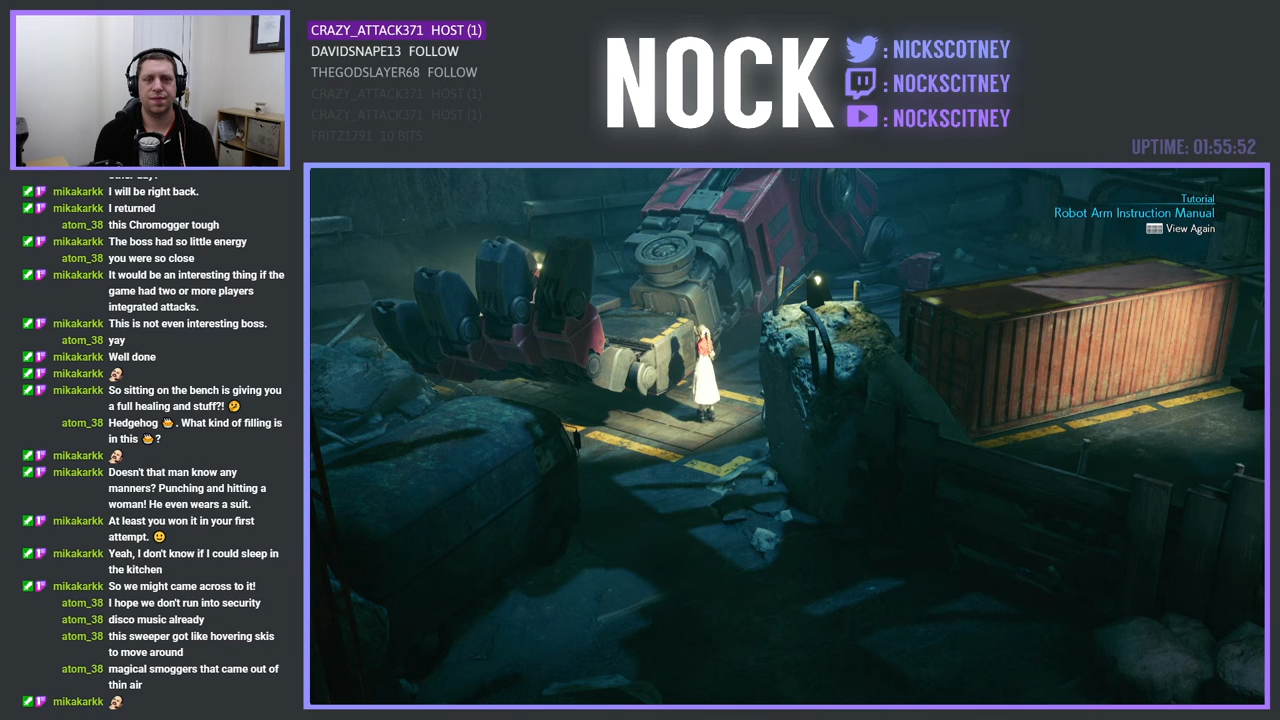 CRAZY_ATTACK371 HOST (1)
DAVIDSNAPE13 FOLLOW
THEGODSLAYER68 FOLLOW
CRAZY_ATTACK371 HOST (1)
CRAZY_ATTACK371 HOST (1)
FRITZ1791 10 BITS
NOCK
: NICKSCOTNEY
: NOCKSCITNEY
: NOCKSCITNEY
UPTIME: 01:55:52
Tutorial
Robot Arm Instruction Manual
View Again
mikakarkk I will be right back.
mikakarkk I returned
atom_38 this Chromogger tough
mikakarkk The boss had so little energy
atom_38 you were so close
mikakarkk It would be an interesting thing if the
game had two or more players
integrated attacks.
mikakarkk This is not even interesting boss.
atom_38 yay
mikakarkk Well done
mikakarkk
mikakarkk So sitting on the bench is giving you
a full healing and stuff?! 🤔
atom_38 Hedgehog 🥧. What kind of filling is
in this 🥧?
mikakarkk
mikakarkk Doesn't that man know any
manners? Punching and hitting a
woman! He even wears a suit.
mikakarkk At least you won it in your first
attempt. 🙂
mikakarkk Yeah, I don't know if I could sleep in
the kitchen
mikakarkk So we might came across to it!
atom_38 I hope we don't run into security
atom_38 disco music already
atom_38 this sweeper got like hovering skis
to move around
atom_38 magical smoggers that came out of
thin air
mikakarkk